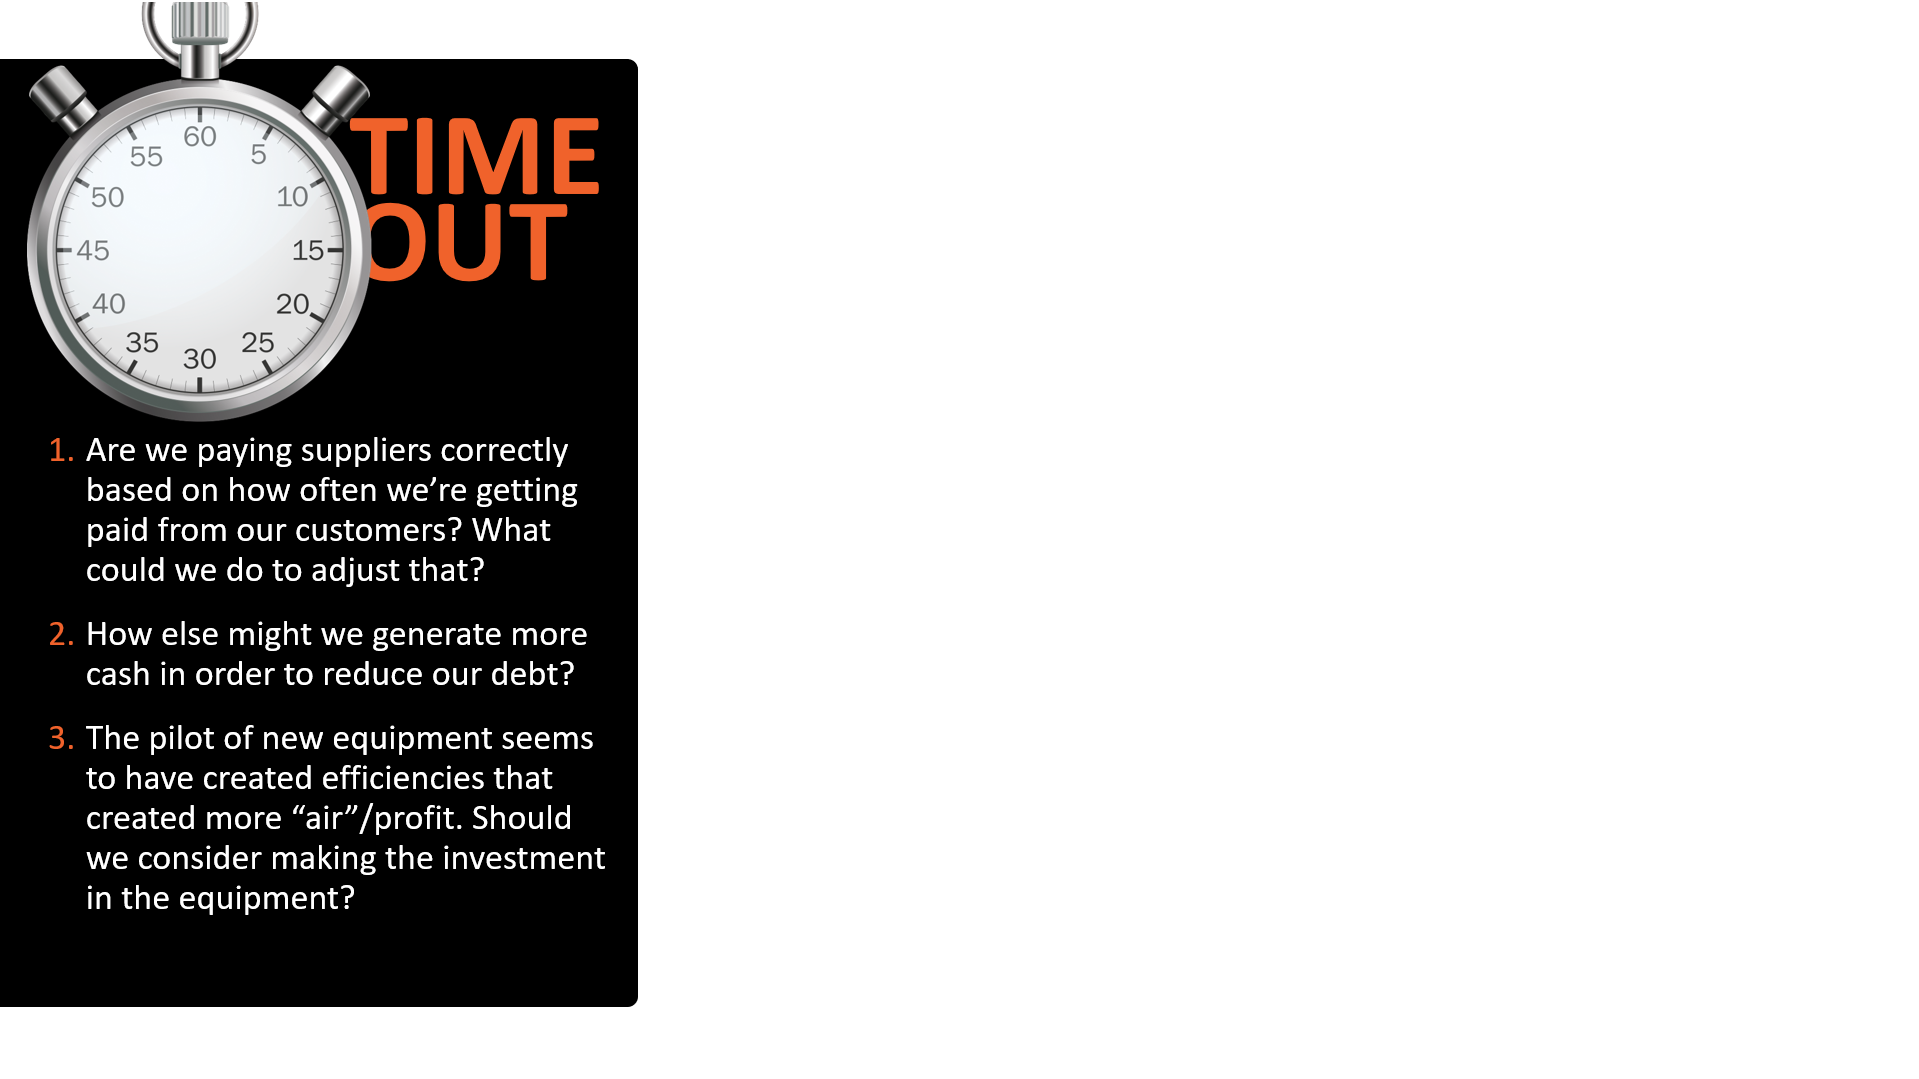 60
55
5
50
10
45
15
40
20
35
25
30
TIME
OUT
1. Are we paying suppliers correctly
based on how often we’re getting
paid from our customers? What
could we do to adjust that?
2. How else might we generate more
cash in order to reduce our debt?
3. The pilot of new equipment seems
to have created efficiencies that
created more “air”/profit. Should
we consider making the investment
in the equipment?